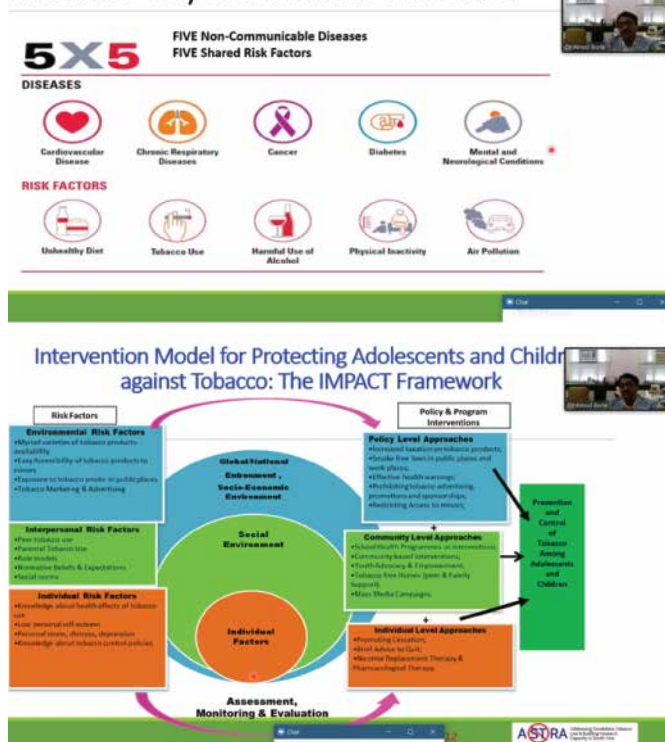 5X5
FIVE Non-Communicable Diseases
FIVE Shared Risk Factors
DISEASES
Cardiovascular
Disease
Chronic Respiratory
Diseases
Cancer
Diabetes
Mental and
Neurological Conditions
RISK FACTORS
Unhealthy Diet
Tobacco Use
Harmful Use of
Alcohol
Physical Inactivity
Air Pollution
Chat
Intervention Model for Protecting Adolescents and Childr
against Tobacco: The IMPACT Framework
Risk Factors
Environmental Risk Factors
•Myriad varieties of tobacco products
availability
•Easy Accessibility of tobacco products to
minors
•Exposure to tobacco smoke in public places
•Tobacco Marketing & Advertising
Interpersonal Risk Factors
•Peer tobacco use
•Parental Tobacco Use
•Role models
•Normative Beliefs & Expectations
•Social norms
Individual Risk Factors
•Knowledge about health effects of tobacco
use
•Low personal self-esteem
•Personal stress, distress, depression
•Knowledge about tobacco control policies
Global/National
Socio-Economic
Environment
Social
Environment
Individual
Factors
Assessment,
Monitoring & Evaluation
Policy & Program
Interventions
Policy Level Approaches
•Increased taxation on tobacco products;
•Smoke free laws in public places and
work places;
•Effective health warnings;
•Prohibiting tobacco advertising,
promotions and sponsorships;
•Restricting Access to minors;
+
Community Level Approaches
•School Health Programmes or interventions
•Community based interventions;
•Youth Advocacy & Empowerment;
•Tobacco free Homes (peer & Family
Support);
•Mass Media Campaigns.
+
Individual Level Approaches
•Promoting Cessation;
•Brief Advice to Quit;
•Nicotine Replacement Therapy &
Pharmacological Therapy.
Prevention
and
Control
of
Tobacco
Among
Adolescents
and
Children
Chat
12
ASTRA